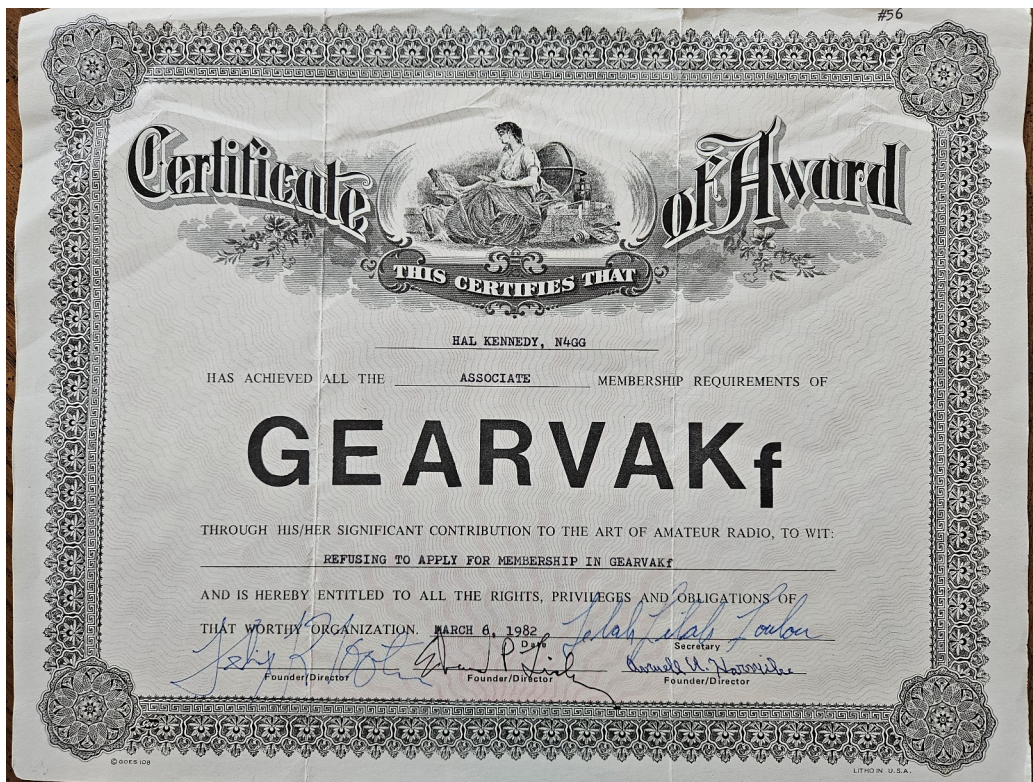 #56
Certificate of Award
THIS CERTIFIES THAT
HAL KENNEDY, N4GG
HAS ACHIEVED ALL THE ASSOCIATE MEMBERSHIP REQUIREMENTS OF
GEARVAKf
THROUGH HIS/HER SIGNIFICANT CONTRIBUTION TO THE ART OF AMATEUR RADIO, TO WIT:
REFUSING TO APPLY FOR MEMBERSHIP IN GEARVAKf
AND IS HEREBY ENTITLED TO ALL THE RIGHTS, PRIVILEGES AND OBLIGATIONS OF
THAT WORTHY ORGANIZATION. MARCH 6, 1982
Date
Secretary
Founder/Director Founder/Director Founder/Director
© GOES 108 LITHO IN U.S.A.